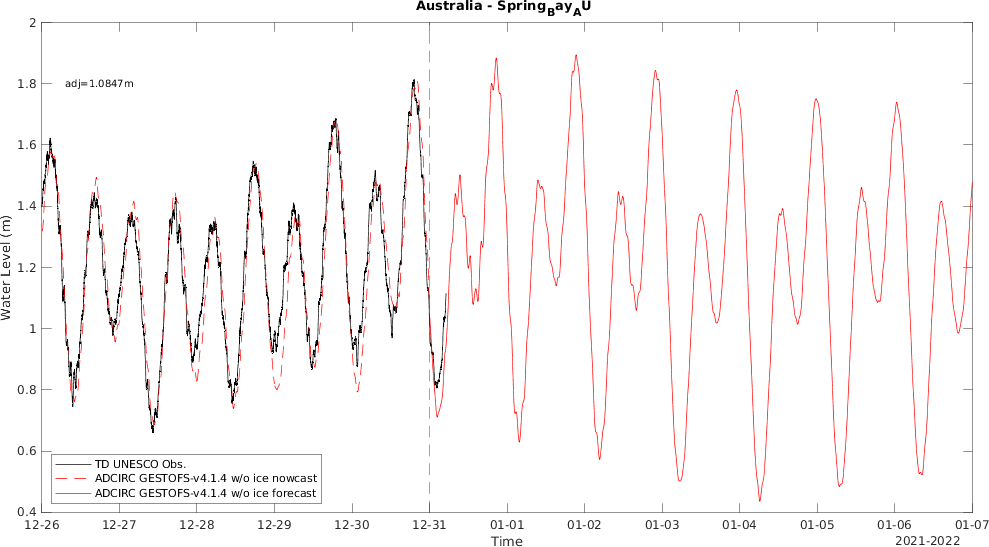 Australia - SpringBayAU
2
1.8
1.6
1.4
1.2
1
0.8
0.6
0.4
Water Level (m)
adj=1.0847m
TD UNESCO Obs.
ADCIRC GESTOFS-v4.1.4 w/o ice nowcast
ADCIRC GESTOFS-v4.1.4 w/o ice forecast
12-26 12-27 12-28 12-29 12-30 12-31 01-01 01-02 01-03 01-04 01-05 01-06 01-07
Time
2021-2022